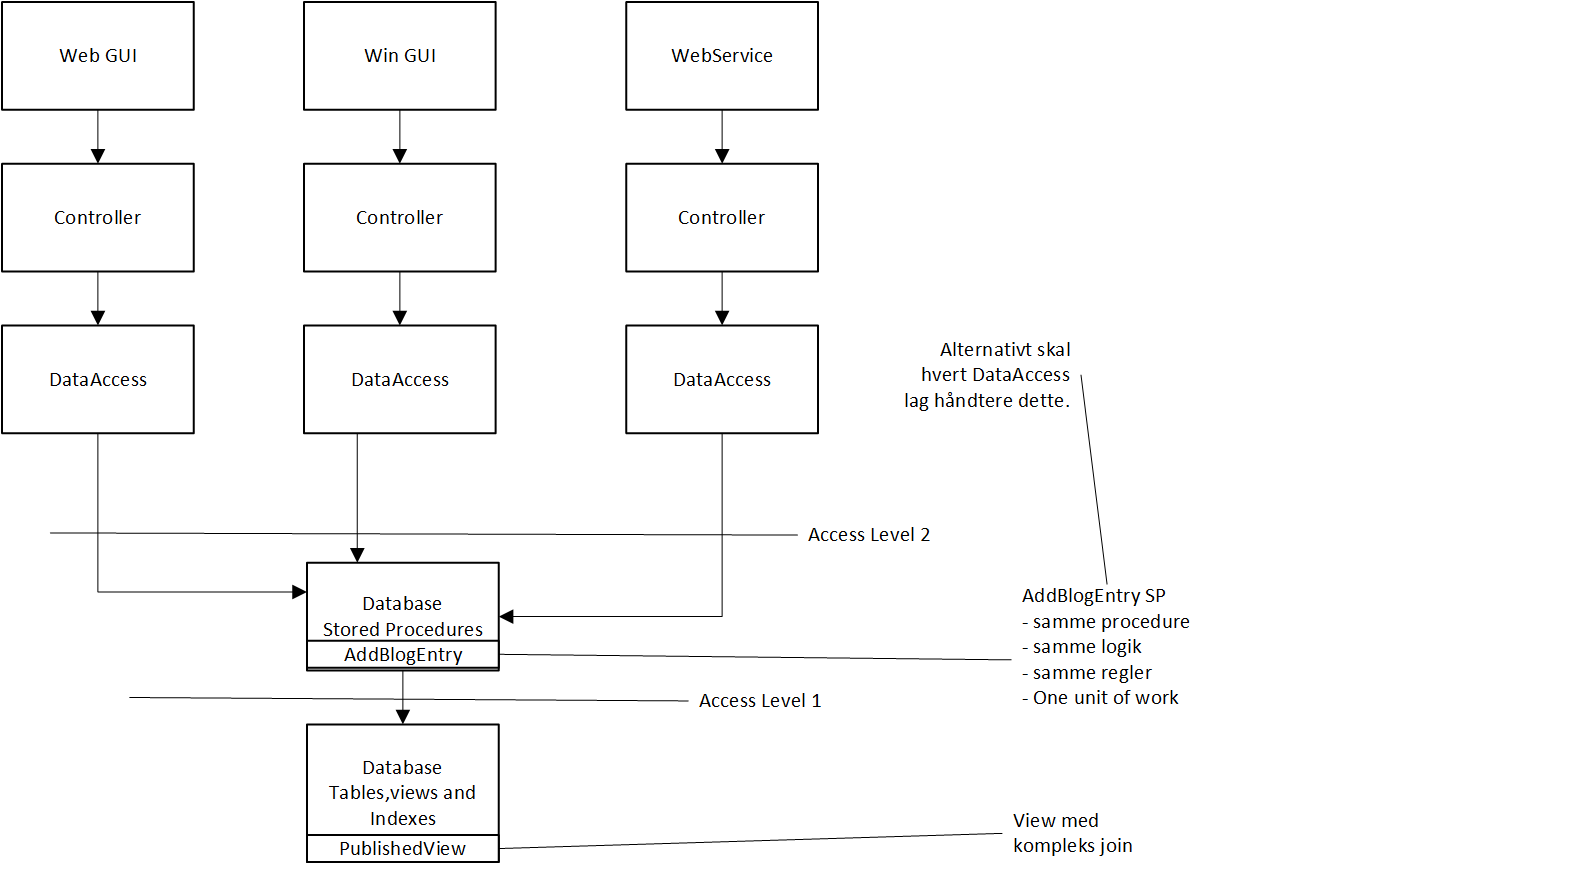 Web GUI
Win GUI
WebService
Controller
Controller
Controller
DataAccess
DataAccess
DataAccess
Alternativt skal
hvert DataAccess
lag håndtere dette.
Access Level 2
Database
Stored Procedures
AddBlogEntry
AddBlogEntry SP
- samme procedure
- samme logik
- samme regler
- One unit of work
Access Level 1
Database
Tables,views and
Indexes
PublishedView
View med
kompleks join